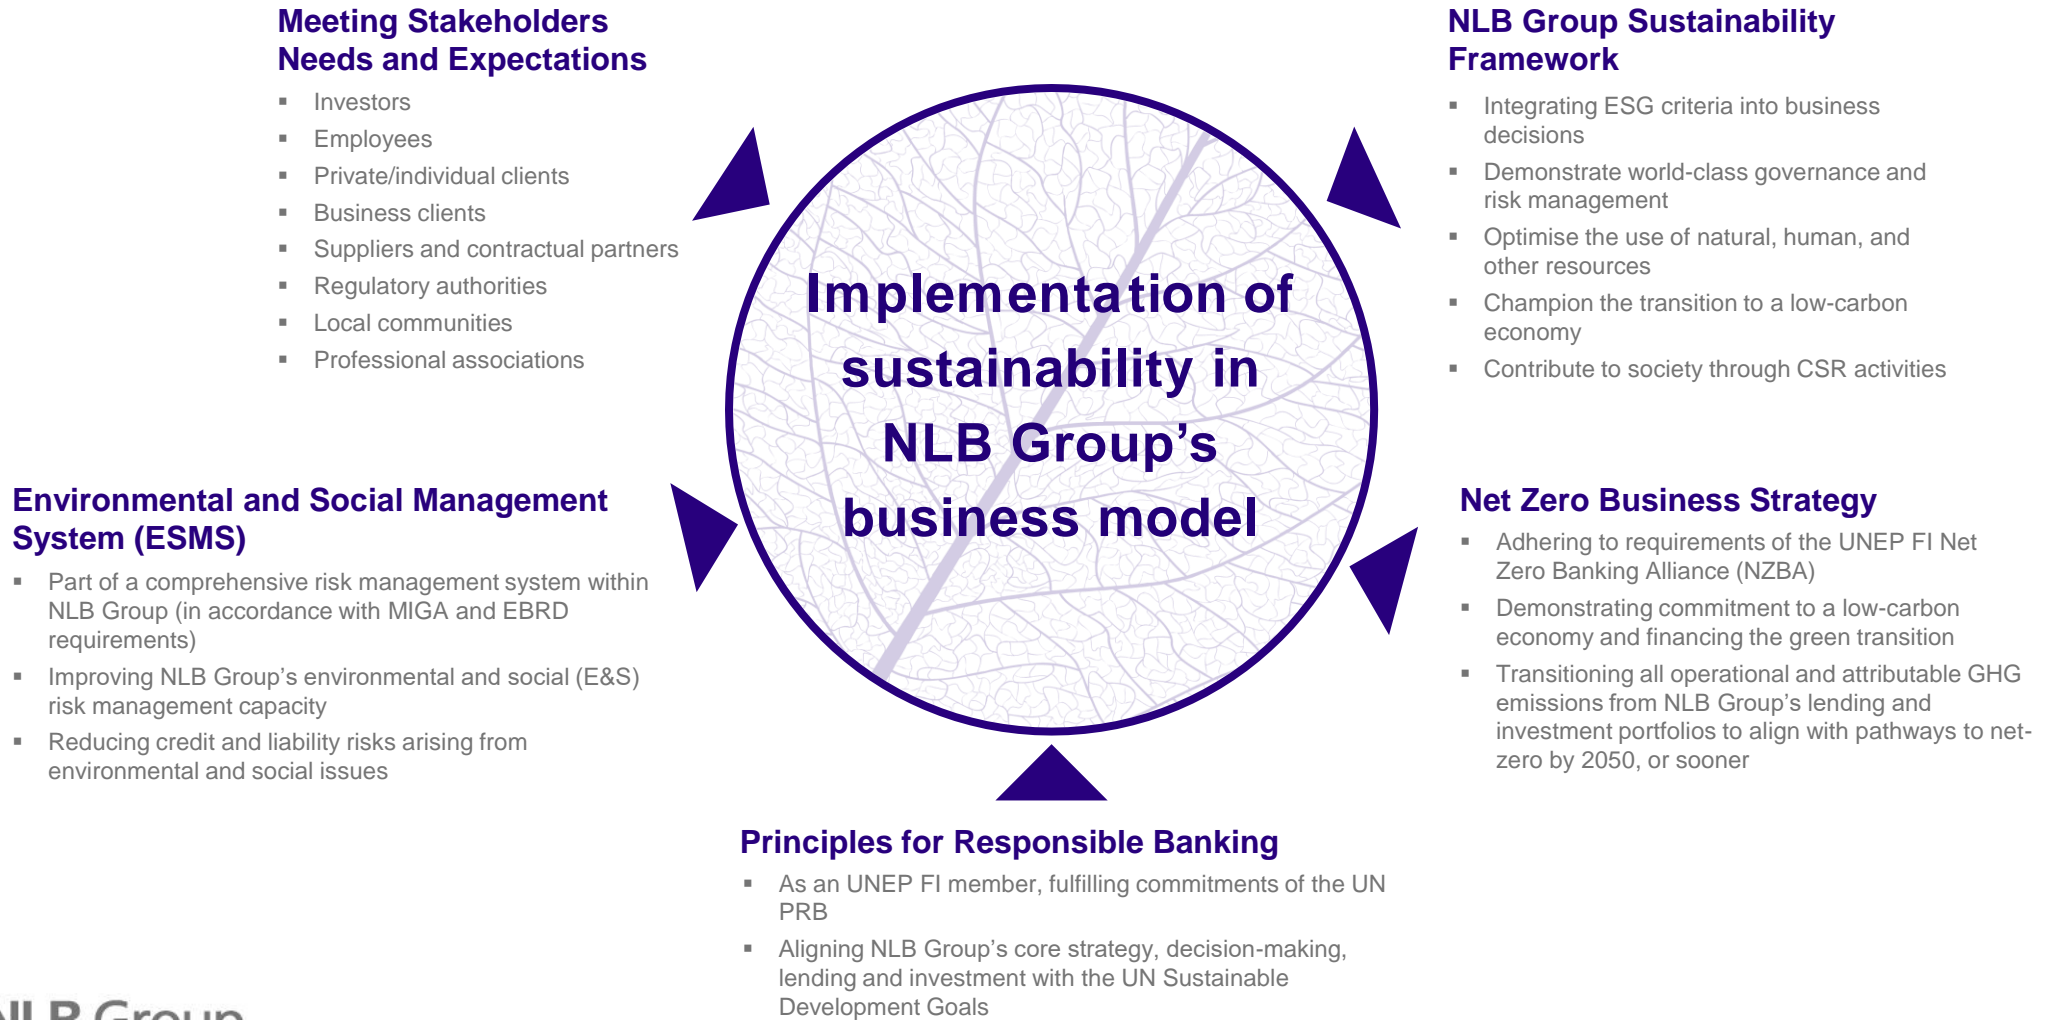 Meeting Stakeholders
Needs and Expectations
▪ Investors
▪ Employees
▪ Private/individual clients
▪ Business clients
▪ Suppliers and contractual partners
▪ Regulatory authorities
▪ Local communities
▪ Professional associations
NLB Group Sustainability
Framework
▪ Integrating ESG criteria into business
decisions
▪ Demonstrate world-class governance and
risk management
▪ Optimise the use of natural, human, and
other resources
▪ Champion the transition to a low-carbon
economy
▪ Contribute to society through CSR activities
Implementation of
sustainability in
NLB Group’s
business model
Environmental and Social Management
System (ESMS)
▪ Part of a comprehensive risk management system within
NLB Group (in accordance with MIGA and EBRD
requirements)
▪ Improving NLB Group’s environmental and social (E&S)
risk management capacity
▪ Reducing credit and liability risks arising from
environmental and social issues
Net Zero Business Strategy
▪ Adhering to requirements of the UNEP FI Net
Zero Banking Alliance (NZBA)
▪ Demonstrating commitment to a low-carbon
economy and financing the green transition
▪ Transitioning all operational and attributable GHG
emissions from NLB Group’s lending and
investment portfolios to align with pathways to net-
zero by 2050, or sooner
Principles for Responsible Banking
▪ As an UNEP FI member, fulfilling commitments of the UN
PRB
▪ Aligning NLB Group’s core strategy, decision-making,
lending and investment with the UN Sustainable
Development Goals
NLB Group